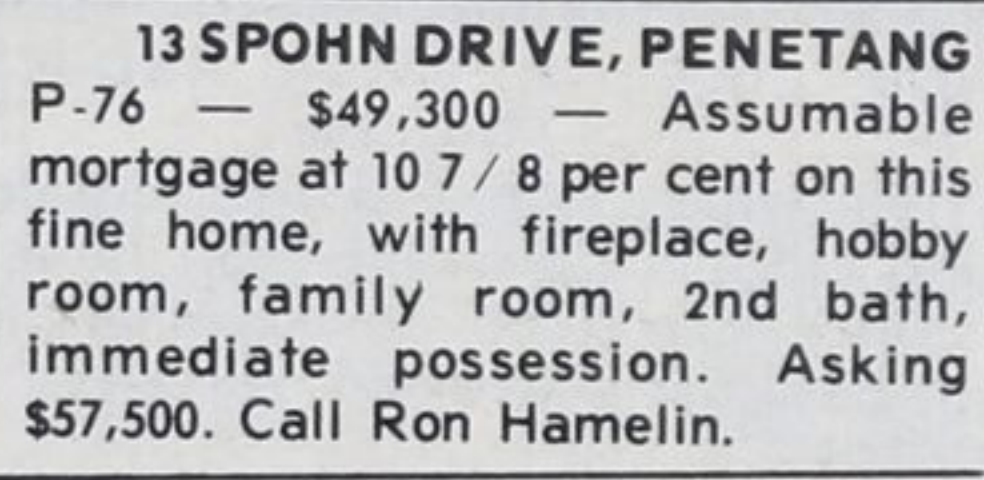 13 SPOHN DRIVE, PENETANG
P-76 — $49,300 — Assumable
mortgage at 10 7/8 per cent on this
fine home, with fireplace, hobby
room, family room, 2nd bath,
immediate possession. Asking
$57,500. Call Ron Hamelin.